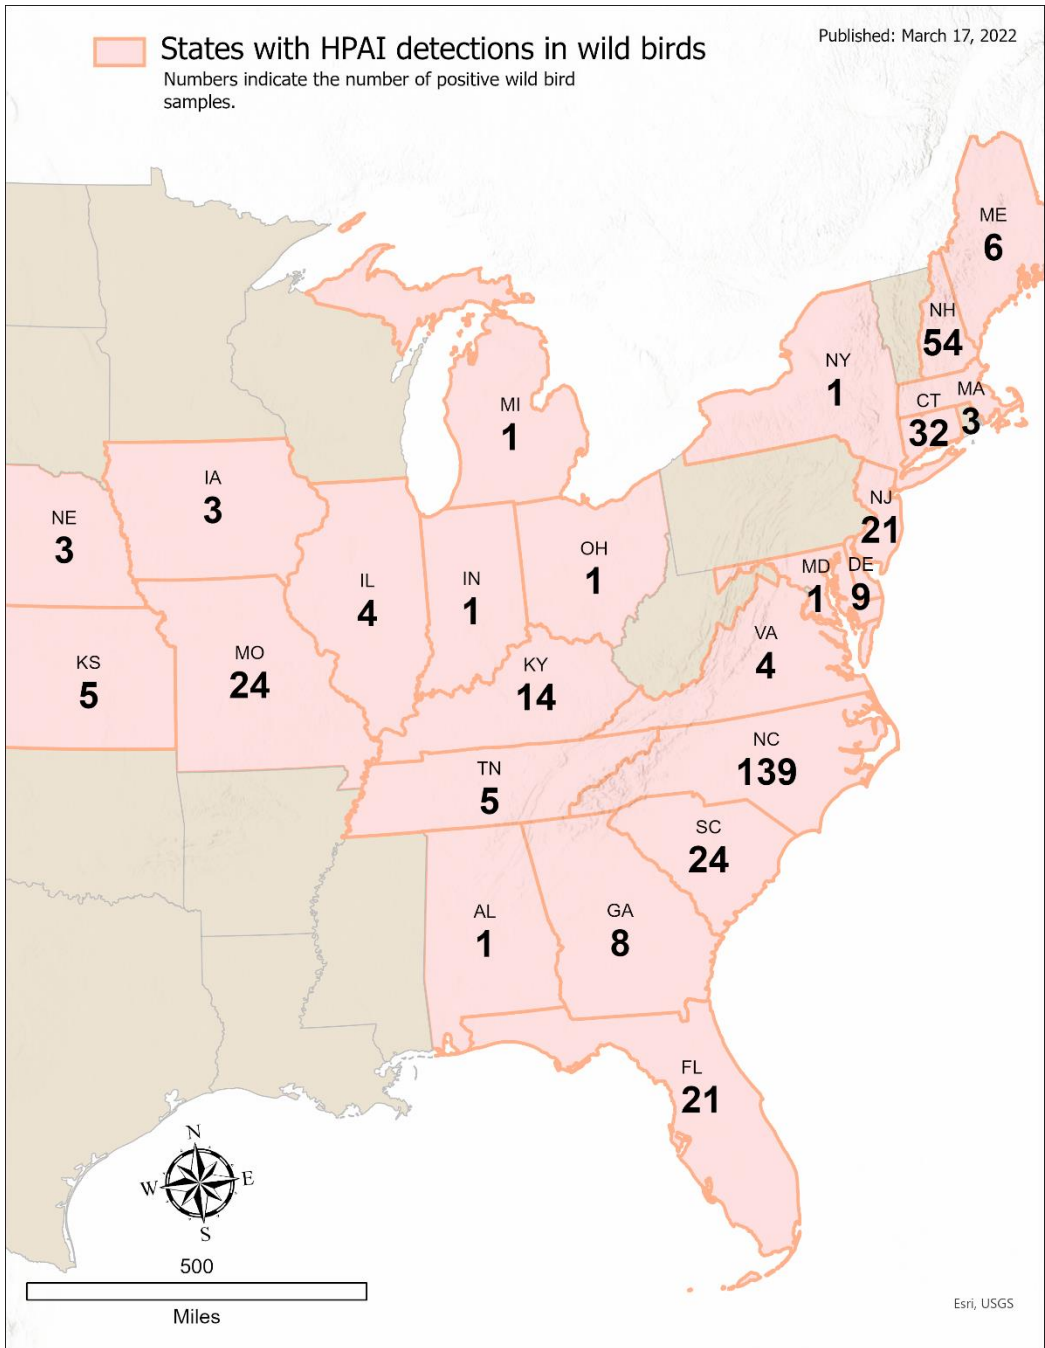 States with HPAI detections in wild birds
Published: March 17, 2022
Numbers indicate the number of positive wild bird
samples.
ME
6
NH
54
NY
1
MA
3
CT
32
MI
1
IA
3
NE
3
NJ
21
OH
1
MD
1
DE
9
IL
4
IN
1
VA
4
KS
5
MO
24
KY
14
NC
139
TN
5
SC
24
AL
1
GA
8
FL
21
N
W
E
S
500
Miles
Esri, USGS